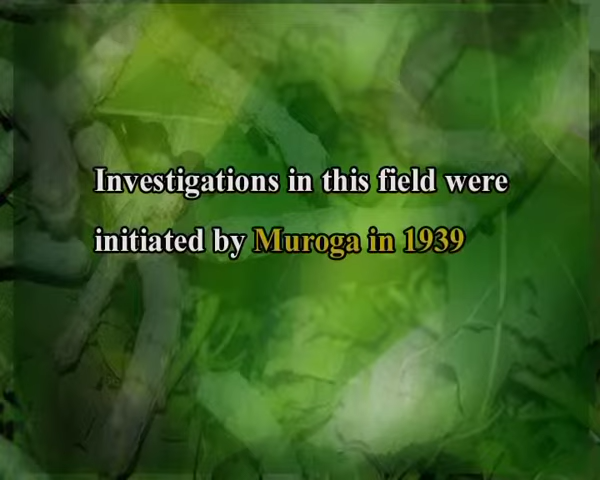 Investigations in this field were
initiated by Muroga in 1939